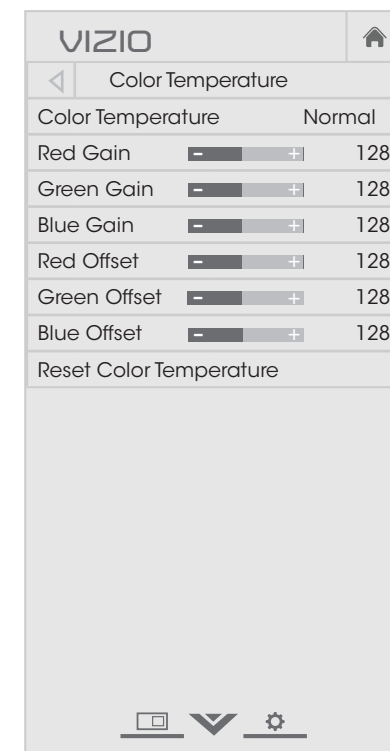 VIZIO
Color Temperature
Color Temperature Normal
Red Gain - + 128
Green Gain - + 128
Blue Gain - + 128
Red Offset - + 128
Green Offset - + 128
Blue Offset - + 128
Reset Color Temperature